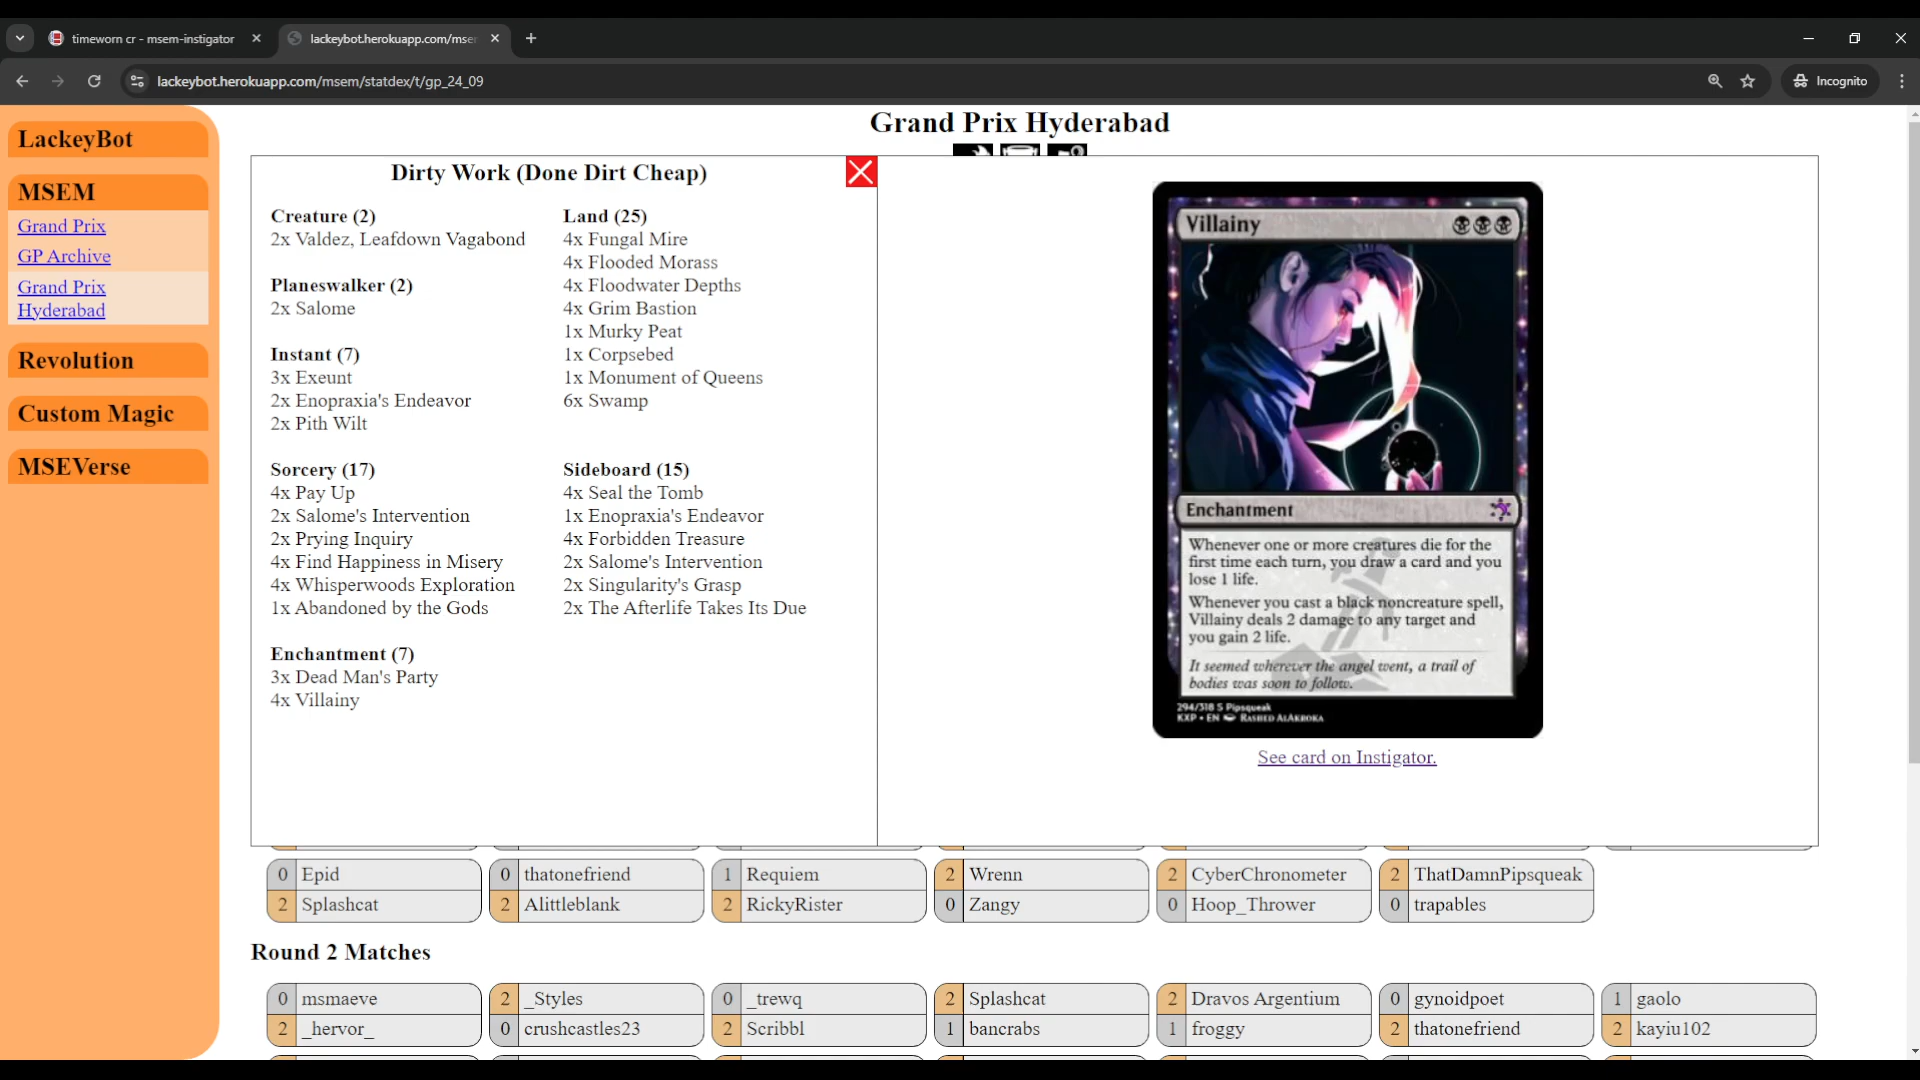 timeworn cr - msem-instigator
lackeybot.herokuapp.com/mse
lackeybot.herokuapp.com/msem/statdex/t/gp_24_09
Incognito
LackeyBot
MSEM
Grand Prix
GP Archive
Grand Prix
Hyderabad
Revolution
Custom Magic
MSEVerse
Grand Prix Hyderabad
Dirty Work (Done Dirt Cheap)
Creature (2)
2x Valdez, Leafdown Vagabond
Planeswalker (2)
2x Salome
Instant (7)
3x Exeunt
2x Enopraxia's Endeavor
2x Pith Wilt
Sorcery (17)
4x Pay Up
2x Salome's Intervention
2x Prying Inquiry
4x Find Happiness in Misery
4x Whisperwoods Exploration
1x Abandoned by the Gods
Enchantment (7)
3x Dead Man's Party
4x Villainy
Land (25)
4x Fungal Mire
4x Flooded Morass
4x Floodwater Depths
4x Grim Bastion
1x Murky Peat
1x Corpsebed
1x Monument of Queens
6x Swamp
Sideboard (15)
4x Seal the Tomb
1x Enopraxia's Endeavor
4x Forbidden Treasure
2x Salome's Intervention
2x Singularity's Grasp
2x The Afterlife Takes Its Due
Villainy
Enchantment
Whenever one or more creatures die for the
first time each turn, you draw a card and you
lose 1 life.
Whenever you cast a black noncreature spell,
Villainy deals 2 damage to any target and
you gain 2 life.
It seemed wherever the angel went, a trail of
bodies was soon to follow.
294/318 S Pipsqueak
KXP • EN Rashed AlAkroka
See card on Instigator.
0 Epid
2 Splashcat
0 thatonefriend
2 Alittleblank
1 Requiem
2 RickyRister
2 Wrenn
0 Zangy
2 CyberChronometer
0 Hoop_Thrower
2 ThatDamnPipsqueak
0 trapables
Round 2 Matches
0 msmaeve
2 _hervor_
2 _Styles
0 crushcastles23
0 _trewq
2 Scribbl
2 Splashcat
1 bancrabs
2 Dravos Argentium
1 froggy
0 gynoidpoet
2 thatonefriend
1 gaolo
2 kayiu102